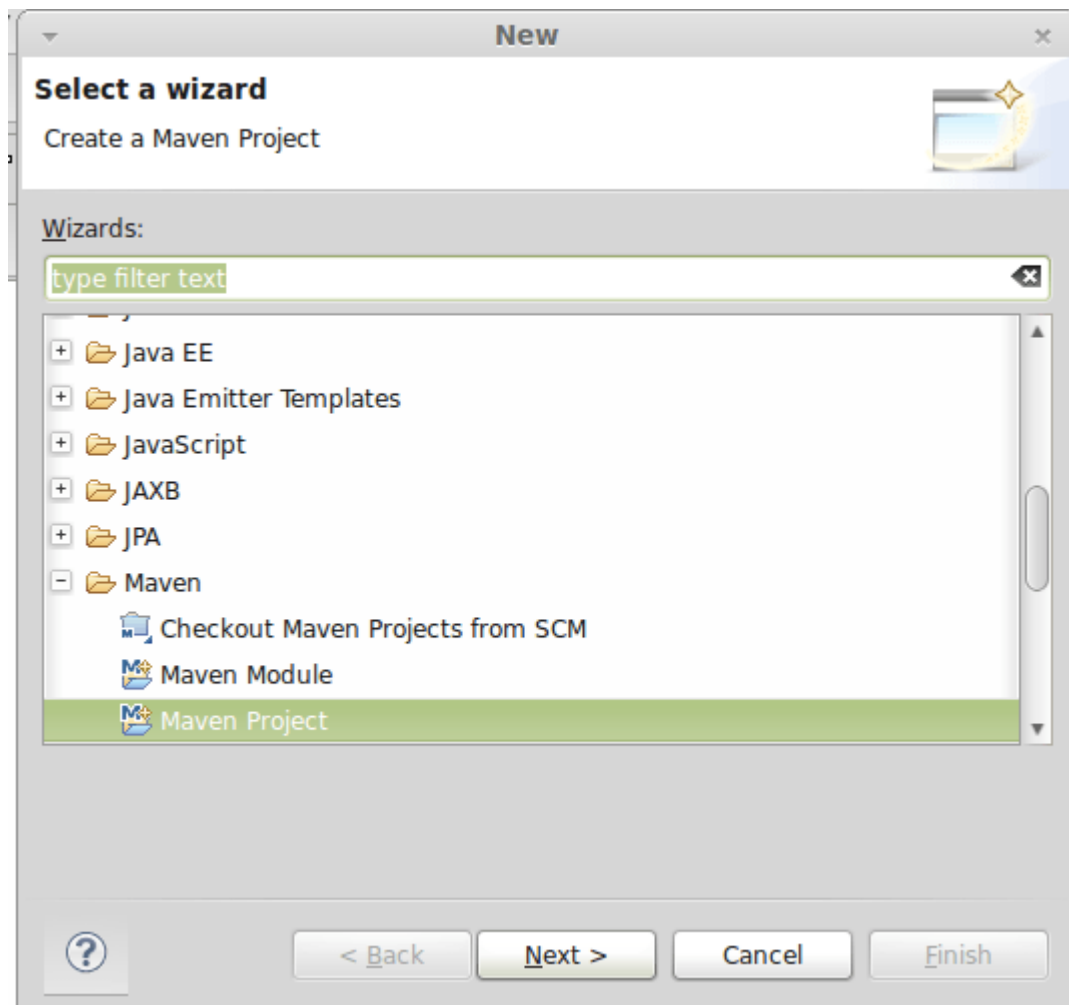 New
Select a wizard
Create a Maven Project
Wizards:
type filter text
Java EE
Java Emitter Templates
JavaScript
JAXB
JPA
Maven
Checkout Maven Projects from SCM
Maven Module
Maven Project
< Back Next > Cancel Finish